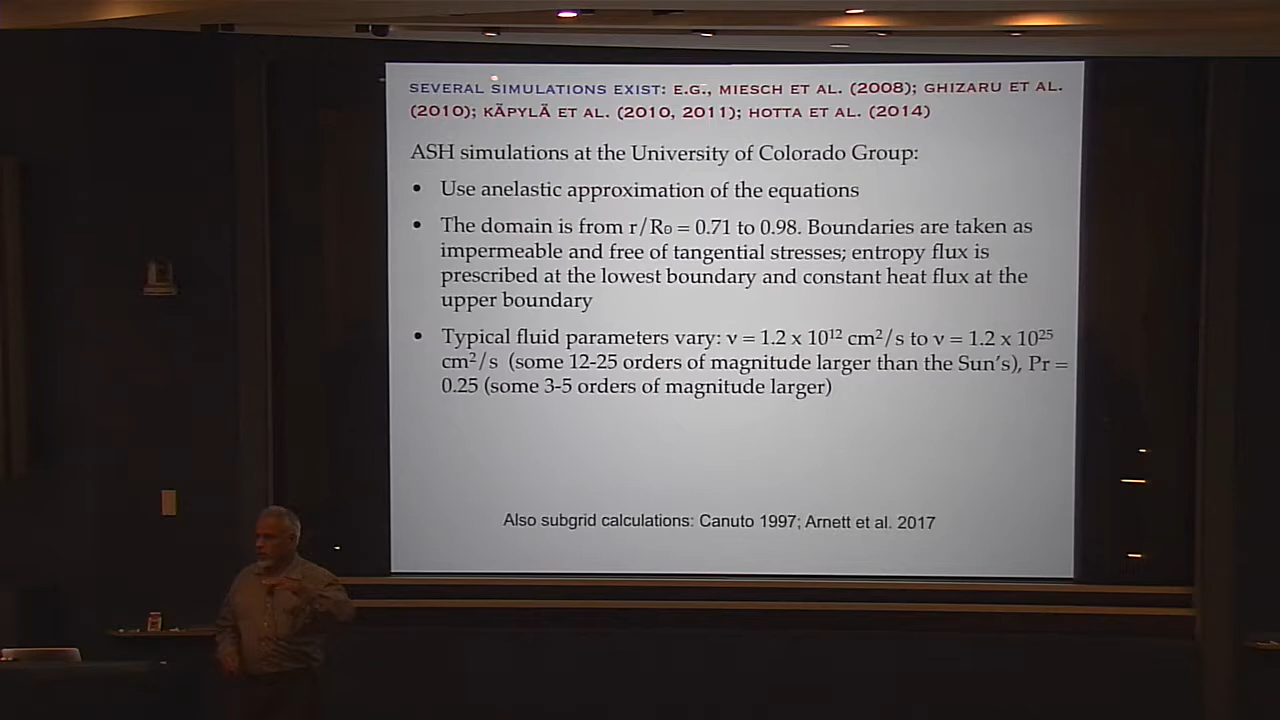 SEVERAL SIMULATIONS EXIST: E.G., MIESCH ET AL. (2008); GHIZARU ET AL.
(2010); KÄPYLÄ ET AL. (2010, 2011); HOTTA ET AL. (2014)
ASH simulations at the University of Colorado Group:
• Use anelastic approximation of the equations
• The domain is from r/R☉ = 0.71 to 0.98. Boundaries are taken as
impermeable and free of tangential stresses; entropy flux is
prescribed at the lowest boundary and constant heat flux at the
upper boundary
• Typical fluid parameters vary: ν = 1.2 x 10¹² cm²/s to ν = 1.2 x 10²⁵
cm²/s (some 12-25 orders of magnitude larger than the Sun's), Pr =
0.25 (some 3-5 orders of magnitude larger)
Also subgrid calculations: Canuto 1997; Arnett et al. 2017